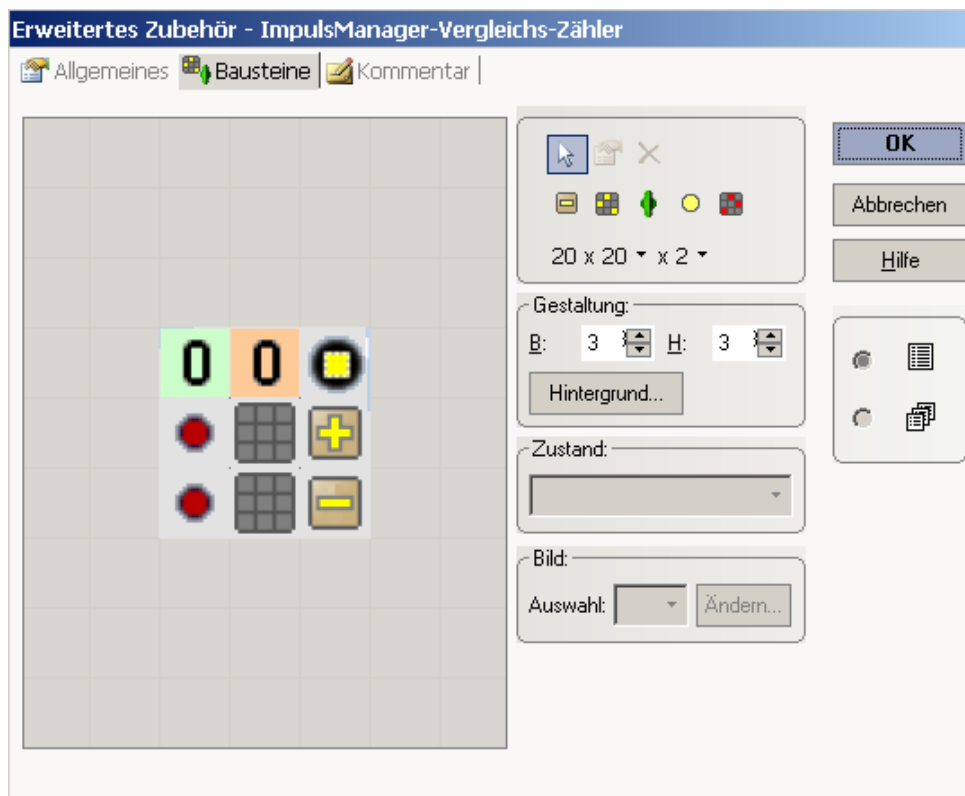 Erweitertes Zubehör - ImpulsManager-Vergleichs-Zähler
Allgemeines Bausteine Kommentar
OK
Abbrechen
Hilfe
20 x 20 x 2
Gestaltung:
B: 3 H: 3
Hintergrund...
0 0
Zustand:
Bild:
Auswahl: Ändern...